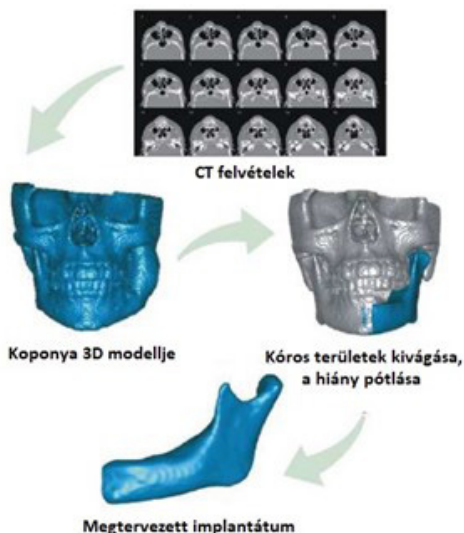 CT felvételek
Koponya 3D modellje
Kóros területek kivágása,
a hiány pótlása
Megtervezett implantátum